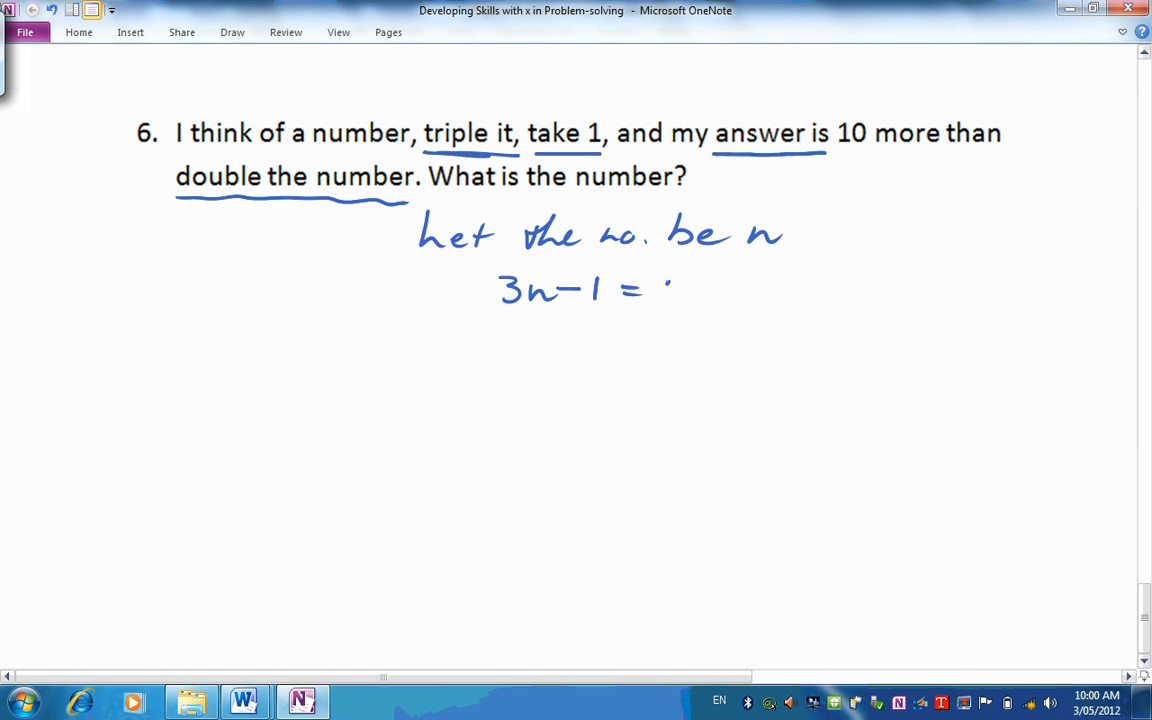 Developing Skills with x in Problem-solving - Microsoft OneNote
File Home Insert Share Draw Review View Pages
6. I think of a number, triple it, take 1, and my answer is 10 more than
double the number. What is the number?
Let the no. be n
3n-1 =
EN
10:00 AM
3/05/2012